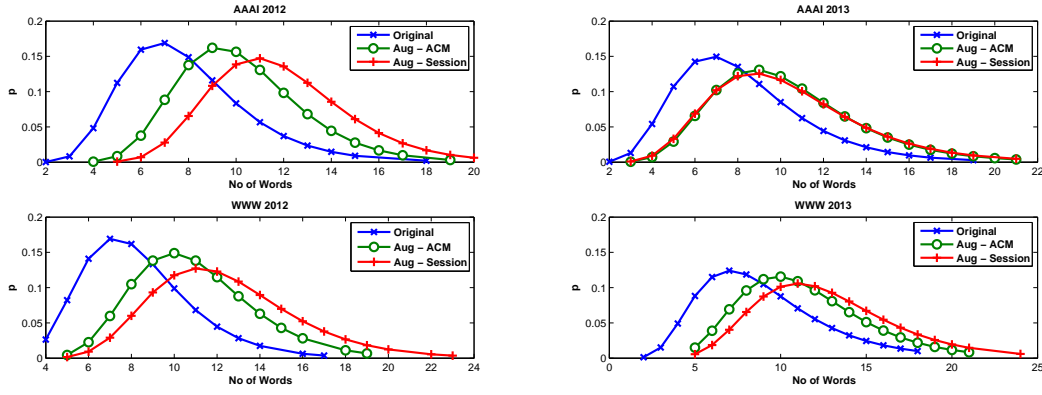 AAAI 2012
0.2
0.15
0.1
0.05
0
p
2 4 6 8 10 12 14 16 18 20
No of Words
Original
Aug – ACM
Aug – Session
AAAI 2013
0.2
0.15
0.1
0.05
0
p
2 4 6 8 10 12 14 16 18 20 22
No of Words
Original
Aug – ACM
Aug – Session
WWW 2012
0.2
0.15
0.1
0.05
0
p
4 6 8 10 12 14 16 18 20 22 24
No of Words
Original
Aug – ACM
Aug – Session
WWW 2013
0.2
0.15
0.1
0.05
0
p
0 5 10 15 20 25
No of Words
Original
Aug – ACM
Aug – Session